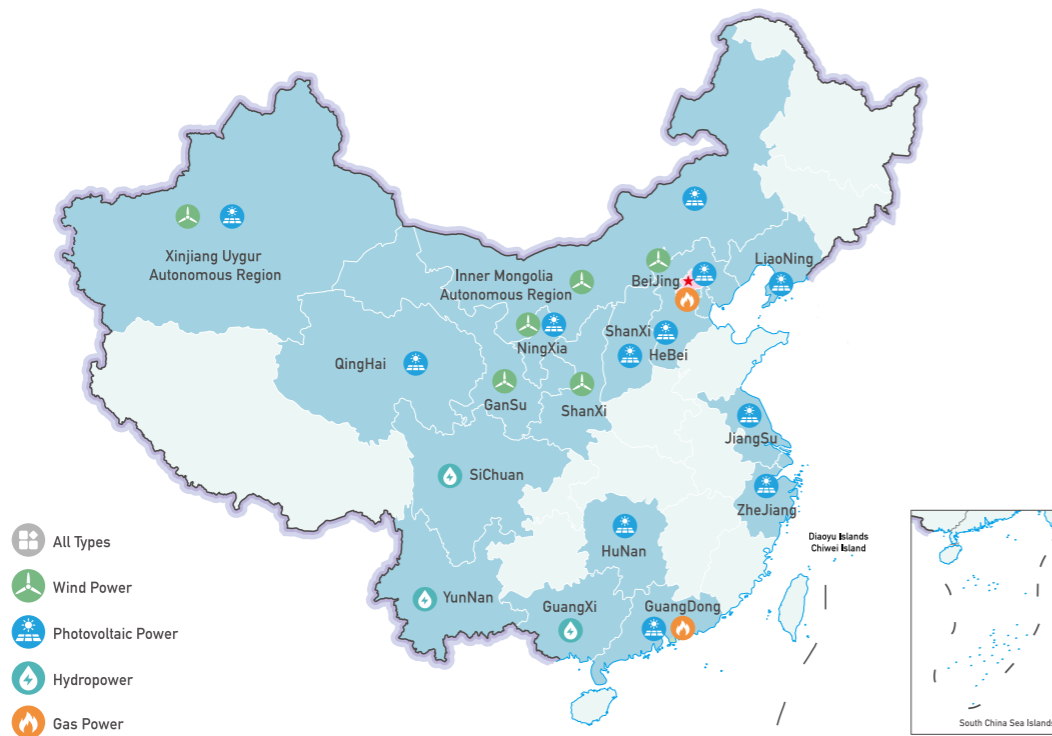 LiaoNing
Xinjiang Uygur
Autonomous Region
Inner Mongolia
Autonomous Region
BeiJing
ShanXi
NingXia
HeBei
QingHai
GanSu
ShanXi
JiangSu
SiChuan
ZheJiang
HuNan
Diaoyu Islands
Chiwei Island
YunNan
GuangXi
GuangDong
All Types
Wind Power
Photovoltaic Power
Hydropower
Gas Power
South China Sea Islands